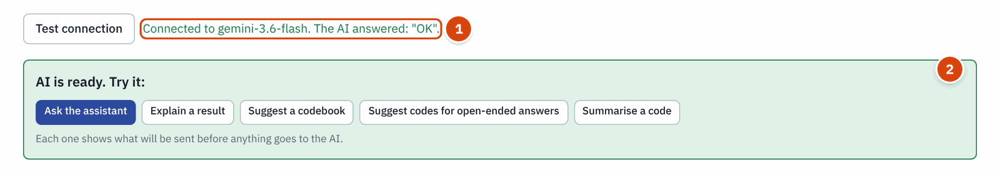 Test connection Connected to gemini-3.6-flash. The AI answered: "OK". 1
2
AI is ready. Try it:
Ask the assistant Explain a result Suggest a codebook Suggest codes for open-ended answers Summarise a code
Each one shows what will be sent before anything goes to the AI.